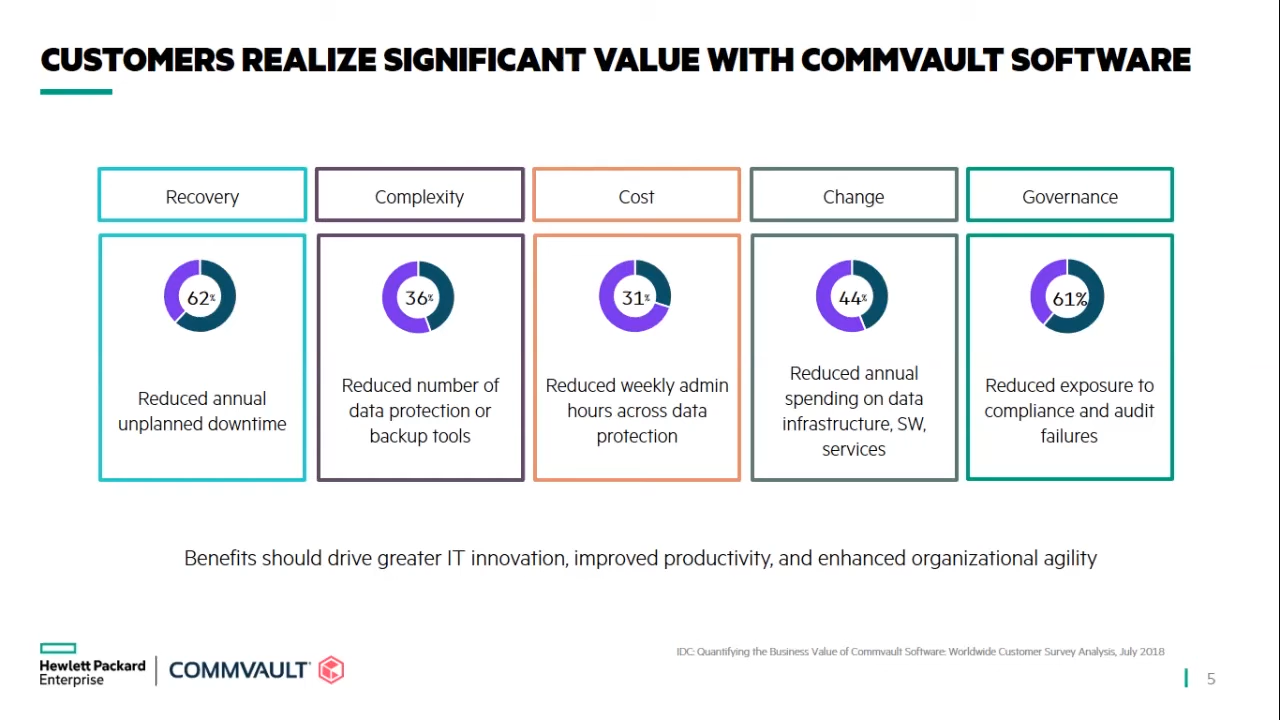 CUSTOMERS REALIZE SIGNIFICANT VALUE WITH COMMVAULT SOFTWARE
Recovery
Complexity
Cost
Change
Governance
62%
36%
31%
44%
61%
Reduced annual
unplanned downtime
Reduced number of
data protection or
backup tools
Reduced weekly admin
hours across data
protection
Reduced annual
spending on data
infrastructure, SW,
services
Reduced exposure to
compliance and audit
failures
Benefits should drive greater IT innovation, improved productivity, and enhanced organizational agility
IDC: Quantifying the Business Value of Commvault Software: Worldwide Customer Survey Analysis, July 2018
Hewlett Packard
Enterprise
COMMVAULT
5